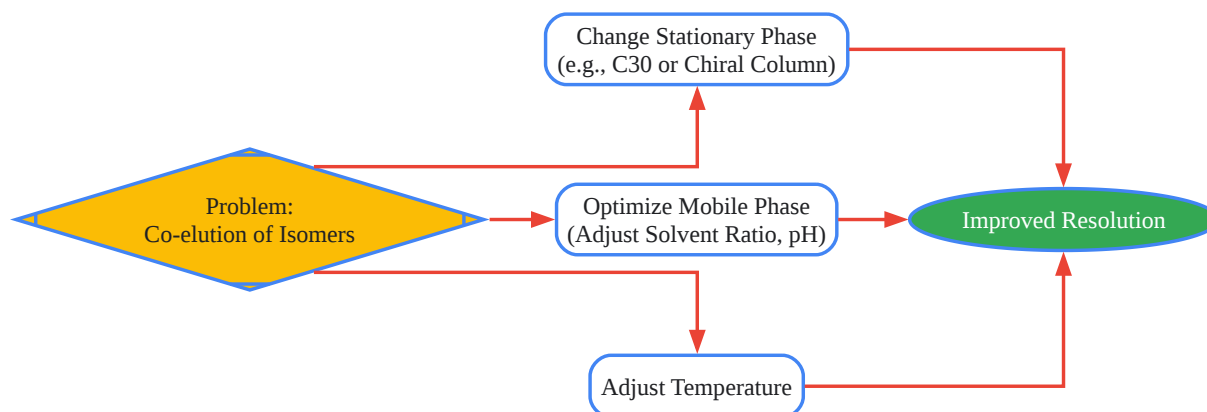 Change Stationary Phase
(e.g., C30 or Chiral Column)
Problem:
Co-elution of Isomers
Optimize Mobile Phase
(Adjust Solvent Ratio, pH)
Improved Resolution
Adjust Temperature